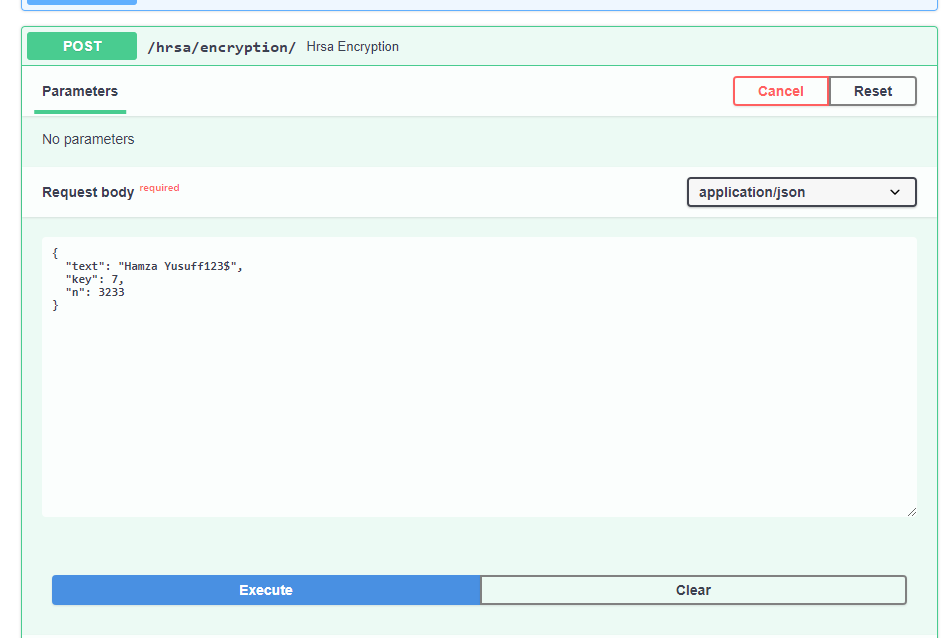 POST /hrsa/encryption/ Hrsa Encryption
Parameters Cancel Reset
No parameters
Request body required application/json
{
  "text": "Hamza Yusuff123$",
  "key": 7,
  "n": 3233
}
Execute Clear